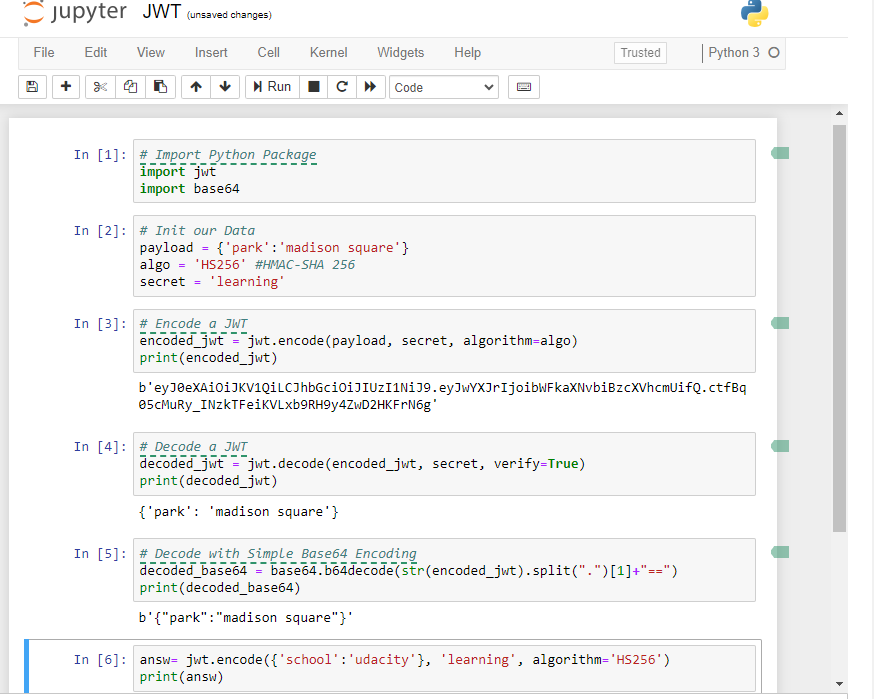 jupyter JWT (unsaved changes)
File Edit View Insert Cell Kernel Widgets Help Trusted Python 3
Run Code
In [1]: # Import Python Package
import jwt
import base64
In [2]: # Init our Data
payload = {'park':'madison square'}
algo = 'HS256' #HMAC-SHA 256
secret = 'learning'
In [3]: # Encode a JWT
encoded_jwt = jwt.encode(payload, secret, algorithm=algo)
print(encoded_jwt)
b'eyJ0eXAiOiJKV1QiLCJhbGciOiJIUzI1NiJ9.eyJwYXJrIjoibWFkaXNvbiBzcXVhcmUifQ.ctfBq
05cMuRy_INzkTFeiKVLxb9RH9y4ZwD2HKFrN6g'
In [4]: # Decode a JWT
decoded_jwt = jwt.decode(encoded_jwt, secret, verify=True)
print(decoded_jwt)
{'park': 'madison square'}
In [5]: # Decode with Simple Base64 Encoding
decoded_base64 = base64.b64decode(str(encoded_jwt).split(".")[1]+"==")
print(decoded_base64)
b'{"park":"madison square"}'
In [6]: answ= jwt.encode({'school':'udacity'}, 'learning', algorithm='HS256')
print(answ)